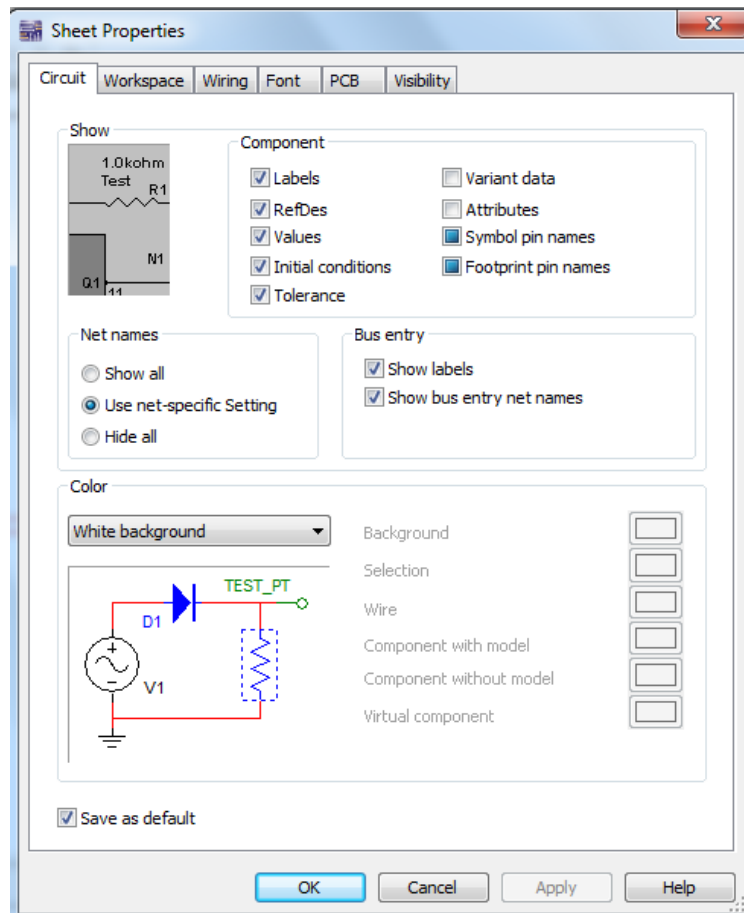 Sheet Properties
Circuit Workspace Wiring Font PCB Visibility
Show
1.0kohm
Test
R1
N1
Q1
11
Component
Labels
RefDes
Values
Initial conditions
Tolerance
Variant data
Attributes
Symbol pin names
Footprint pin names
Net names
Show all
Use net-specific Setting
Hide all
Bus entry
Show labels
Show bus entry net names
Color
White background
TEST_PT
D1
V1
Background
Selection
Wire
Component with model
Component without model
Virtual component
Save as default
OK Cancel Apply Help